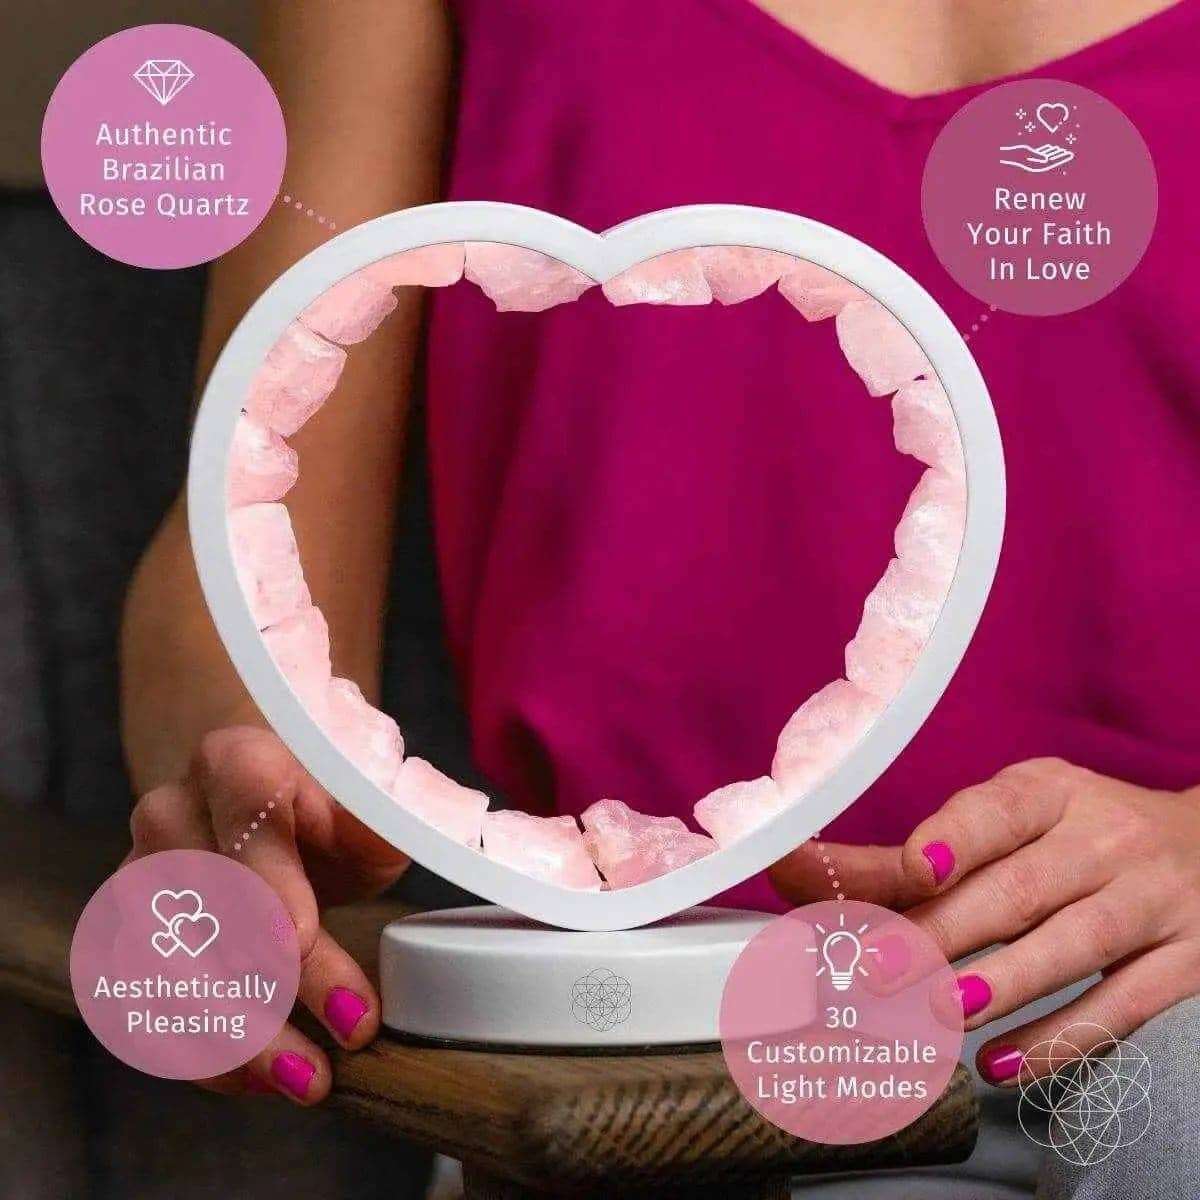 Authentic
Brazilian
Rose Quartz
Renew
Your Faith
In Love
Aesthetically
Pleasing
30
Customizable
Light Modes